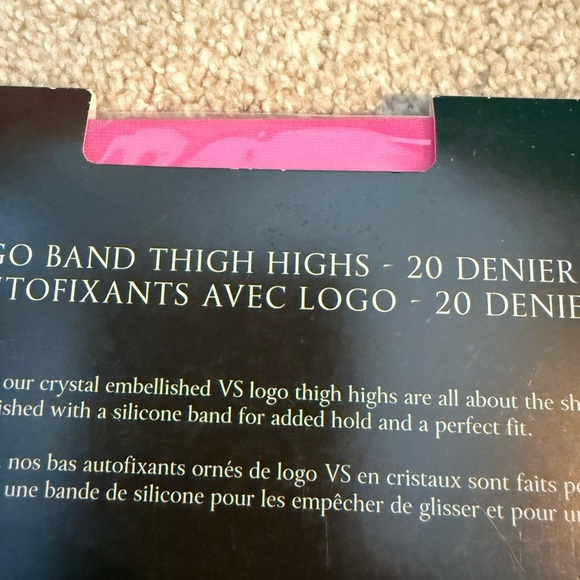 GO BAND THIGH HIGHS - 20 DENIER
UTOFIXANTS AVEC LOGO - 20 DENIE
our crystal embellished VS logo thigh highs are all about the sh
ished with a silicone band for added hold and a perfect fit.
nos bas autofixants ornés de logo VS en cristaux sont faits po
une bande de silicone pour les empêcher de glisser et pour u